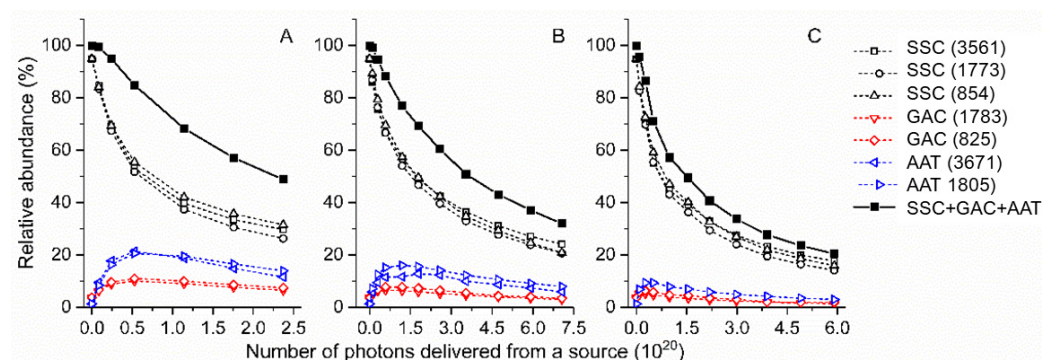 A
B
C
Relative abundance (%)
100
80
60
40
20
0
100
80
60
40
20
0
100
80
60
40
20
0
0.0 0.5 1.0 1.5 2.0 2.5
0.0 1.5 3.0 4.5 6.0 7.5
0.0 1.5 3.0 4.5 6.0
Number of photons delivered from a source (10²⁰)
SSC (3561)
SSC (1773)
SSC (854)
GAC (1783)
GAC (825)
AAT (3671)
AAT 1805)
SSC+GAC+AAT